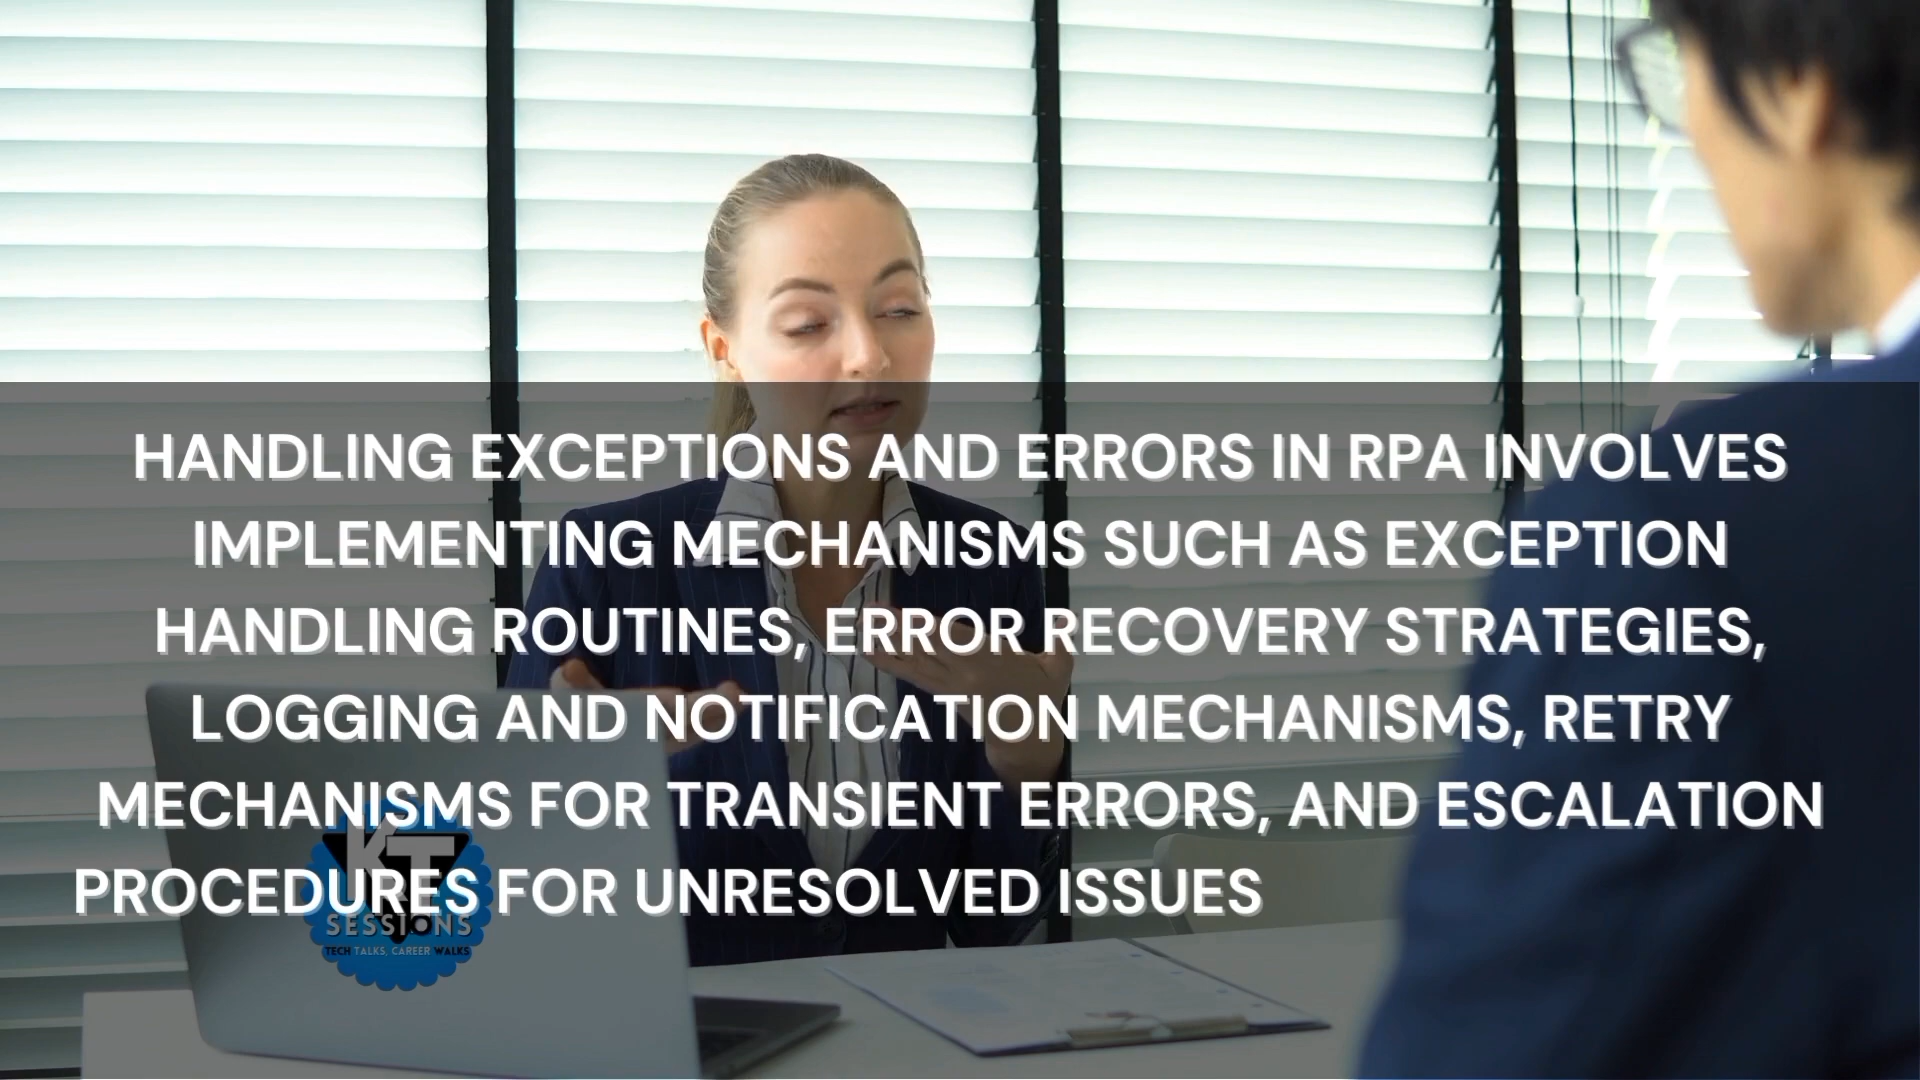 HANDLING EXCEPTIONS AND ERRORS IN RPA INVOLVES
IMPLEMENTING MECHANISMS SUCH AS EXCEPTION
HANDLING ROUTINES, ERROR RECOVERY STRATEGIES,
LOGGING AND NOTIFICATION MECHANISMS, RETRY
MECHANISMS FOR TRANSIENT ERRORS, AND ESCALATION
PROCEDURES FOR UNRESOLVED ISSUES
KT
SESSIONS
TECH TALKS, CAREER WALKS